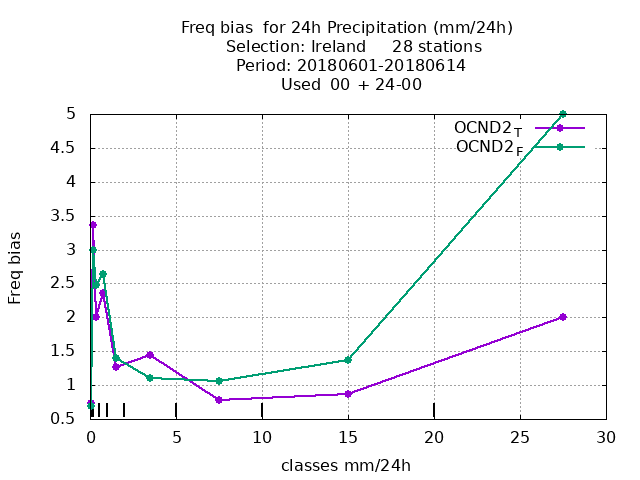 Freq bias  for 24h Precipitation (mm/24h)
Selection: Ireland     28 stations
Period: 20180601-20180614
Used  00 + 24-00
OCND2T
OCND2F
5
4.5
4
3.5
3
2.5
2
1.5
1
0.5
Freq bias
0 5 10 15 20 25 30
classes mm/24h